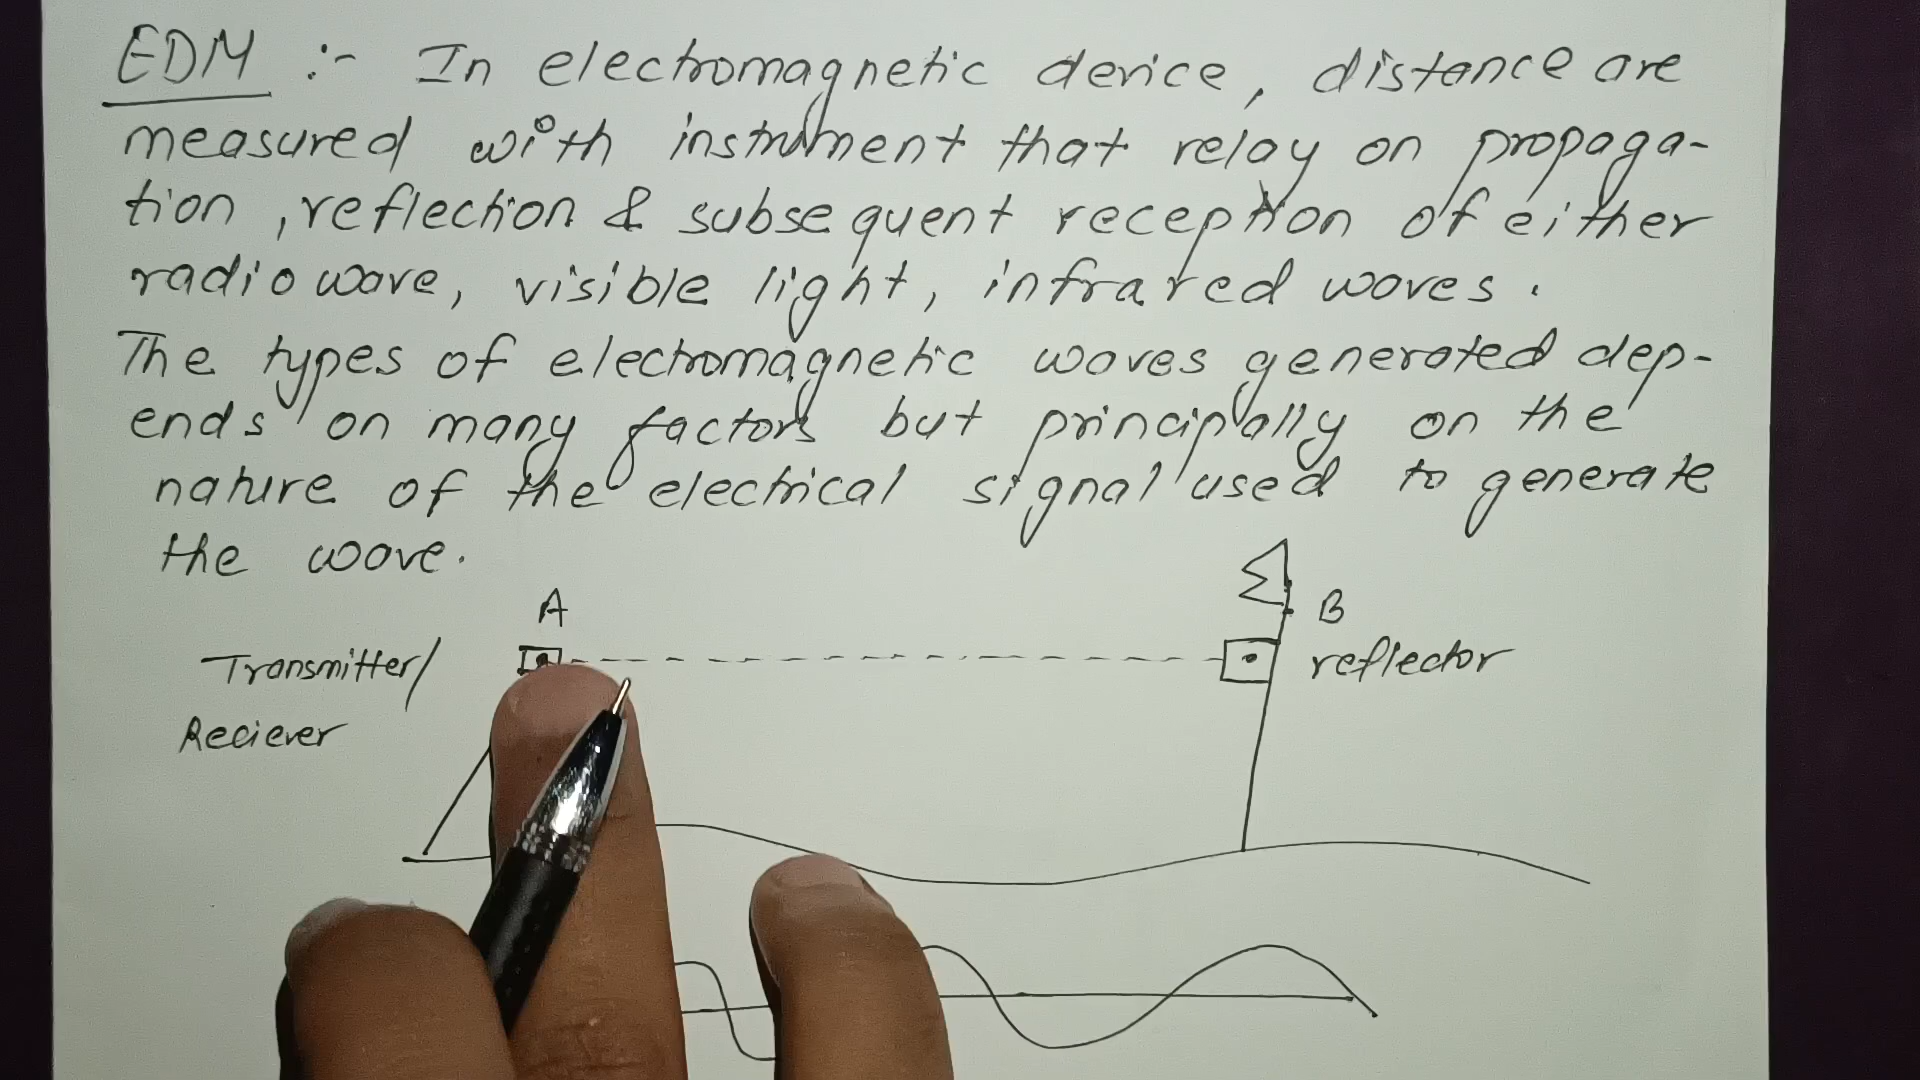 EDM :- In electromagnetic device, distance are
measured with instrument that relay on propaga-
tion, reflection & subsequent reception of either
radio wave, visible light, infrared waves.
The types of electromagnetic waves generated dep-
ends on many factors but principally on the
nature of the electrical signal used to generate
the wave.
A
B
Transmitter/
reflector
Reciever